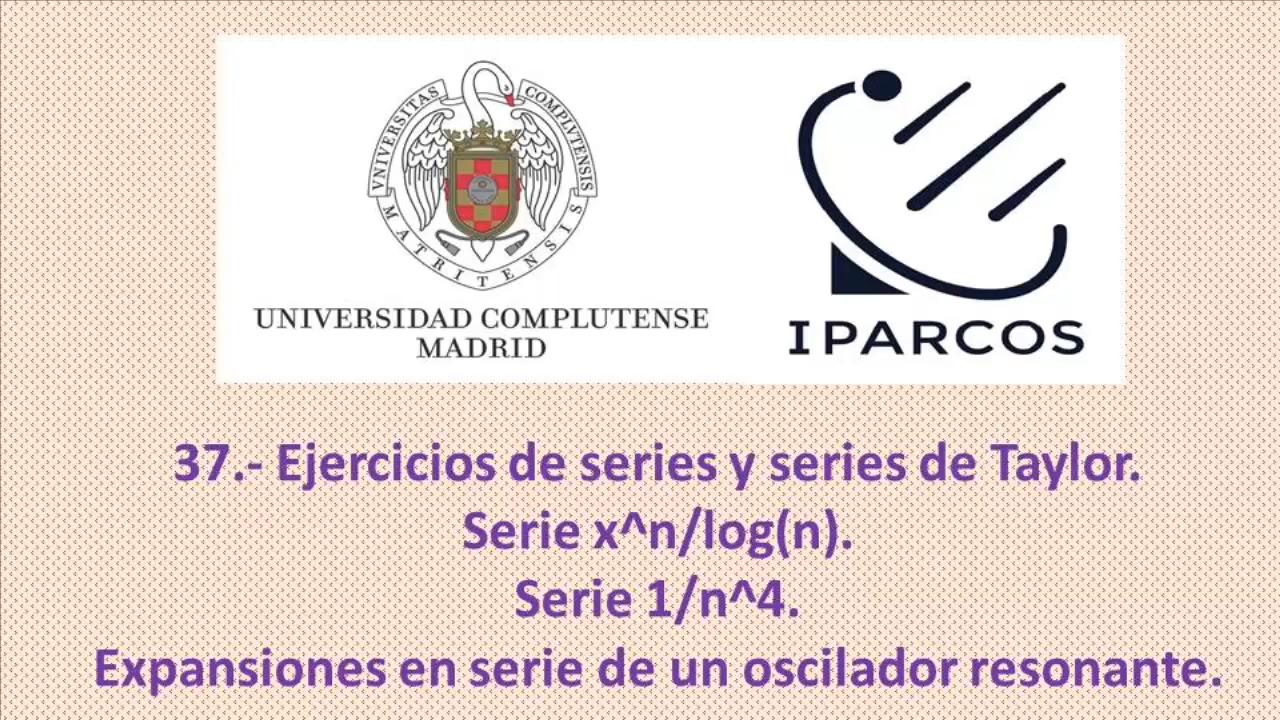 VNIVERSITAS COMPLVTENSIS
MATRITENSIS
UNIVERSIDAD COMPLUTENSE
MADRID
IPARCOS
37.- Ejercicios de series y series de Taylor.
Serie x^n/log(n).
Serie 1/n^4.
Expansiones en serie de un oscilador resonante.